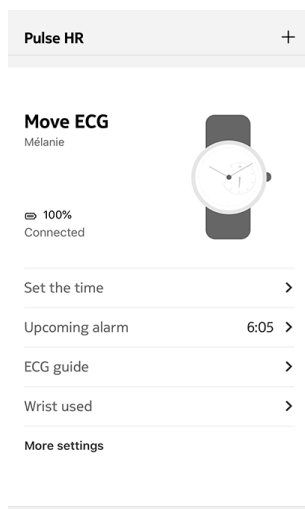 Pulse HR
Move ECG
Mélanie
100%
Connected
Set the time
Upcoming alarm 6:05
ECG guide
Wrist used
More settings